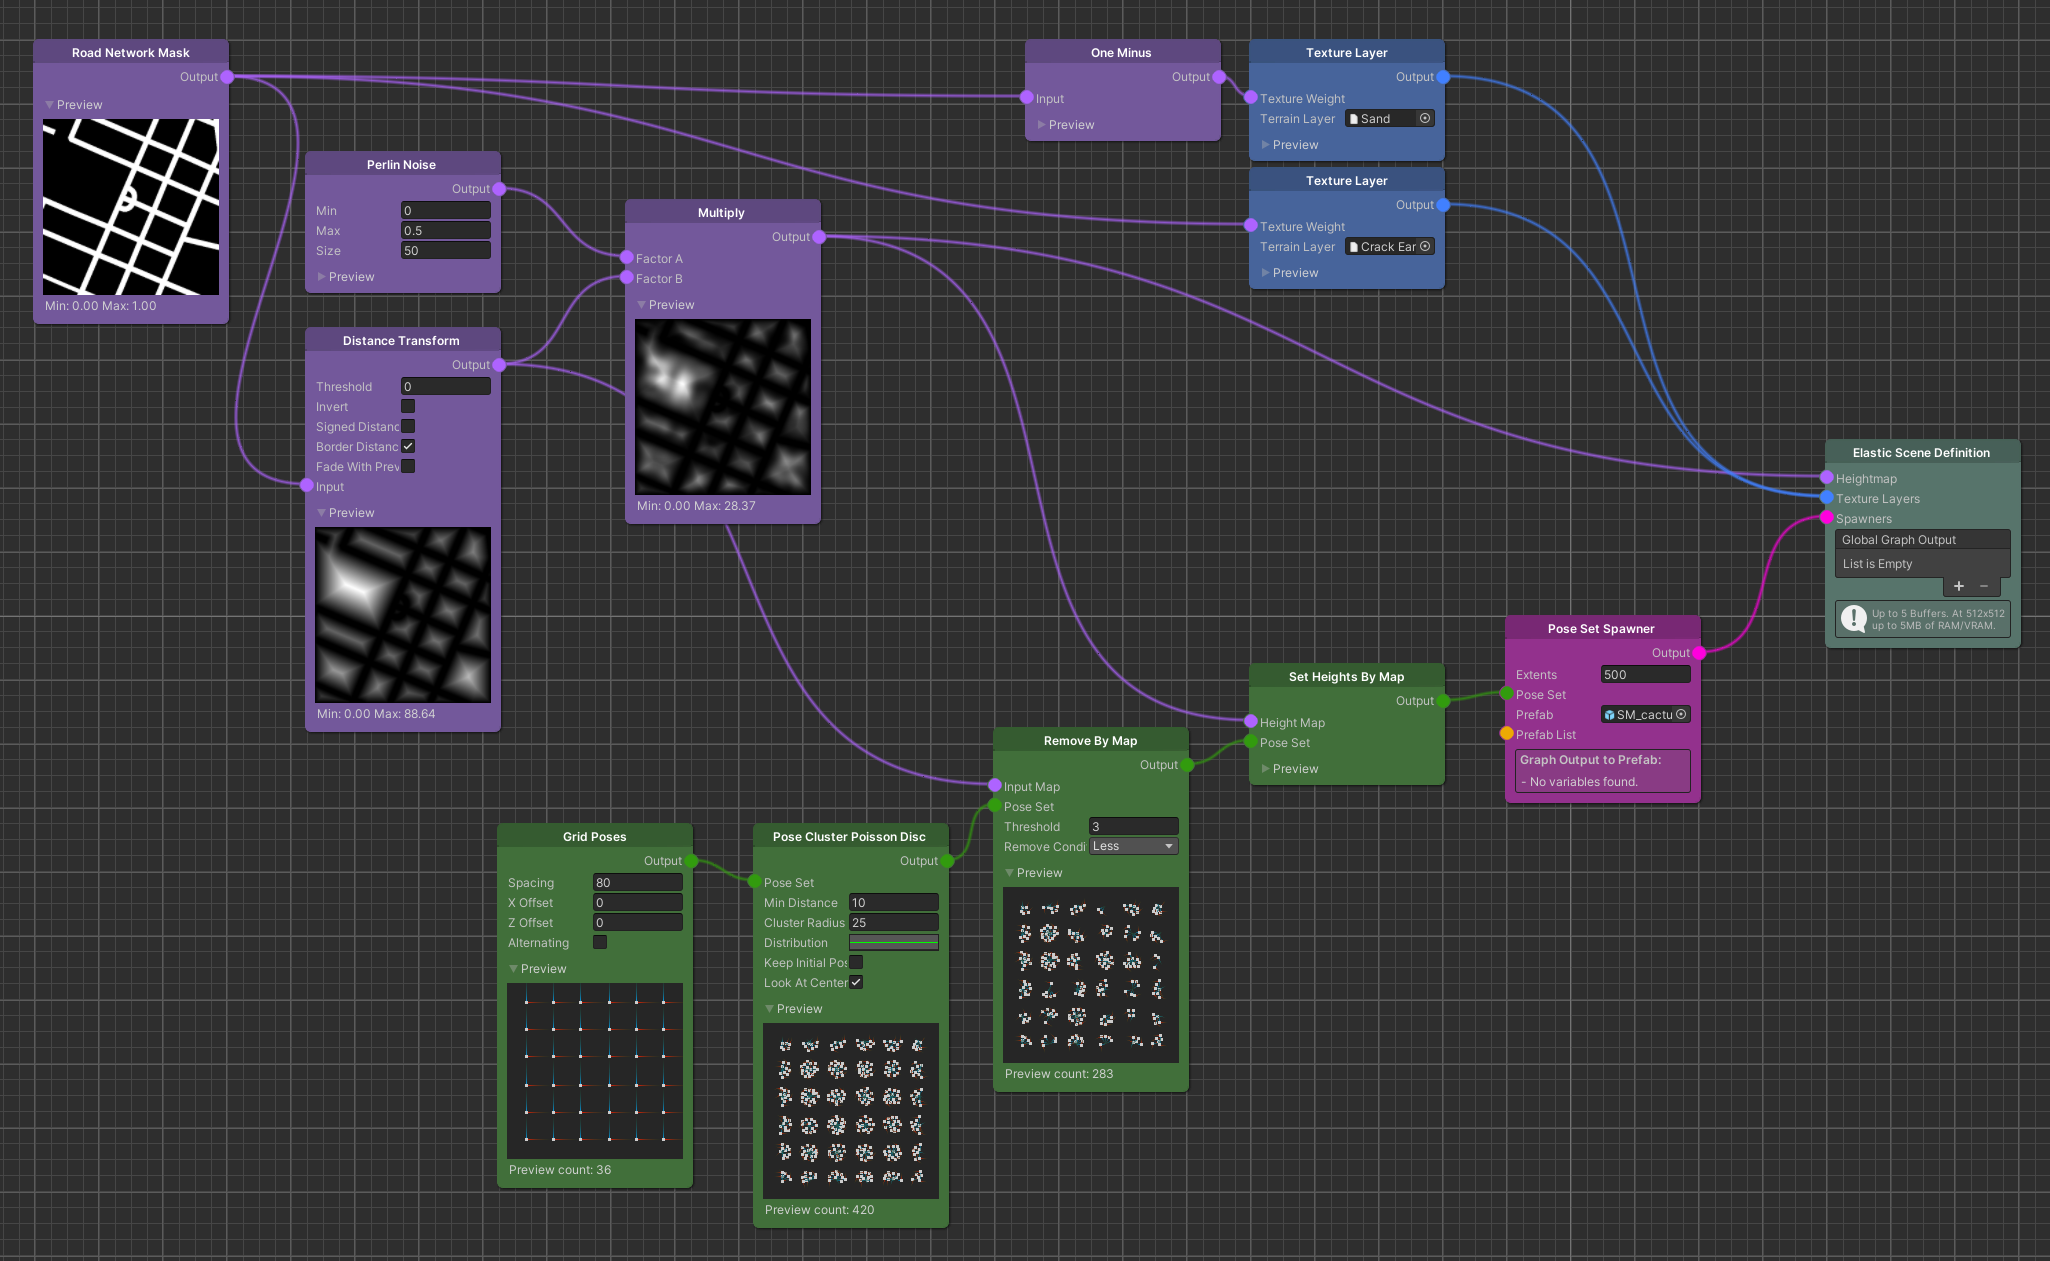 Road Network Mask
Output
Preview
Min: 0.00 Max: 1.00
Perlin Noise
Output
Min 0
Max 0.5
Size 50
Preview
Distance Transform
Output
Threshold 0
Invert
Signed Distanc
Border Distanc
Fade With Prev
Input
Preview
Min: 0.00 Max: 88.64
Multiply
Output
Factor A
Factor B
Preview
Min: 0.00 Max: 28.37
One Minus
Output
Input
Preview
Texture Layer
Output
Texture Weight
Terrain Layer Sand
Preview
Texture Layer
Output
Texture Weight
Terrain Layer Crack Ear
Preview
Elastic Scene Definition
Heightmap
Texture Layers
Spawners
Global Graph Output
List is Empty
+ −
Up to 5 Buffers. At 512x512
up to 5MB of RAM/VRAM.
Pose Set Spawner
Output
Extents 500
Pose Set
Prefab SM_cactu
Prefab List
Graph Output to Prefab:
- No variables found.
Set Heights By Map
Output
Height Map
Pose Set
Preview
Remove By Map
Output
Input Map
Pose Set
Threshold 3
Remove Condi Less
Preview
Preview count: 283
Grid Poses
Output
Spacing 80
X Offset 0
Z Offset 0
Alternating
Preview
Preview count: 36
Pose Cluster Poisson Disc
Output
Pose Set
Min Distance 10
Cluster Radius 25
Distribution
Keep Initial Pos
Look At Center
Preview
Preview count: 420